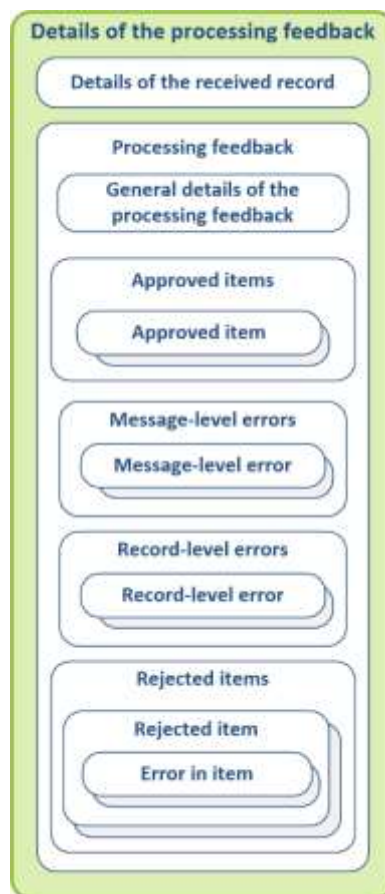 Details of the processing feedback
Details of the received record
Processing feedback
General details of the
processing feedback
Approved items
Approved item
Message-level errors
Message-level error
Record-level errors
Record-level error
Rejected items
Rejected item
Error in item